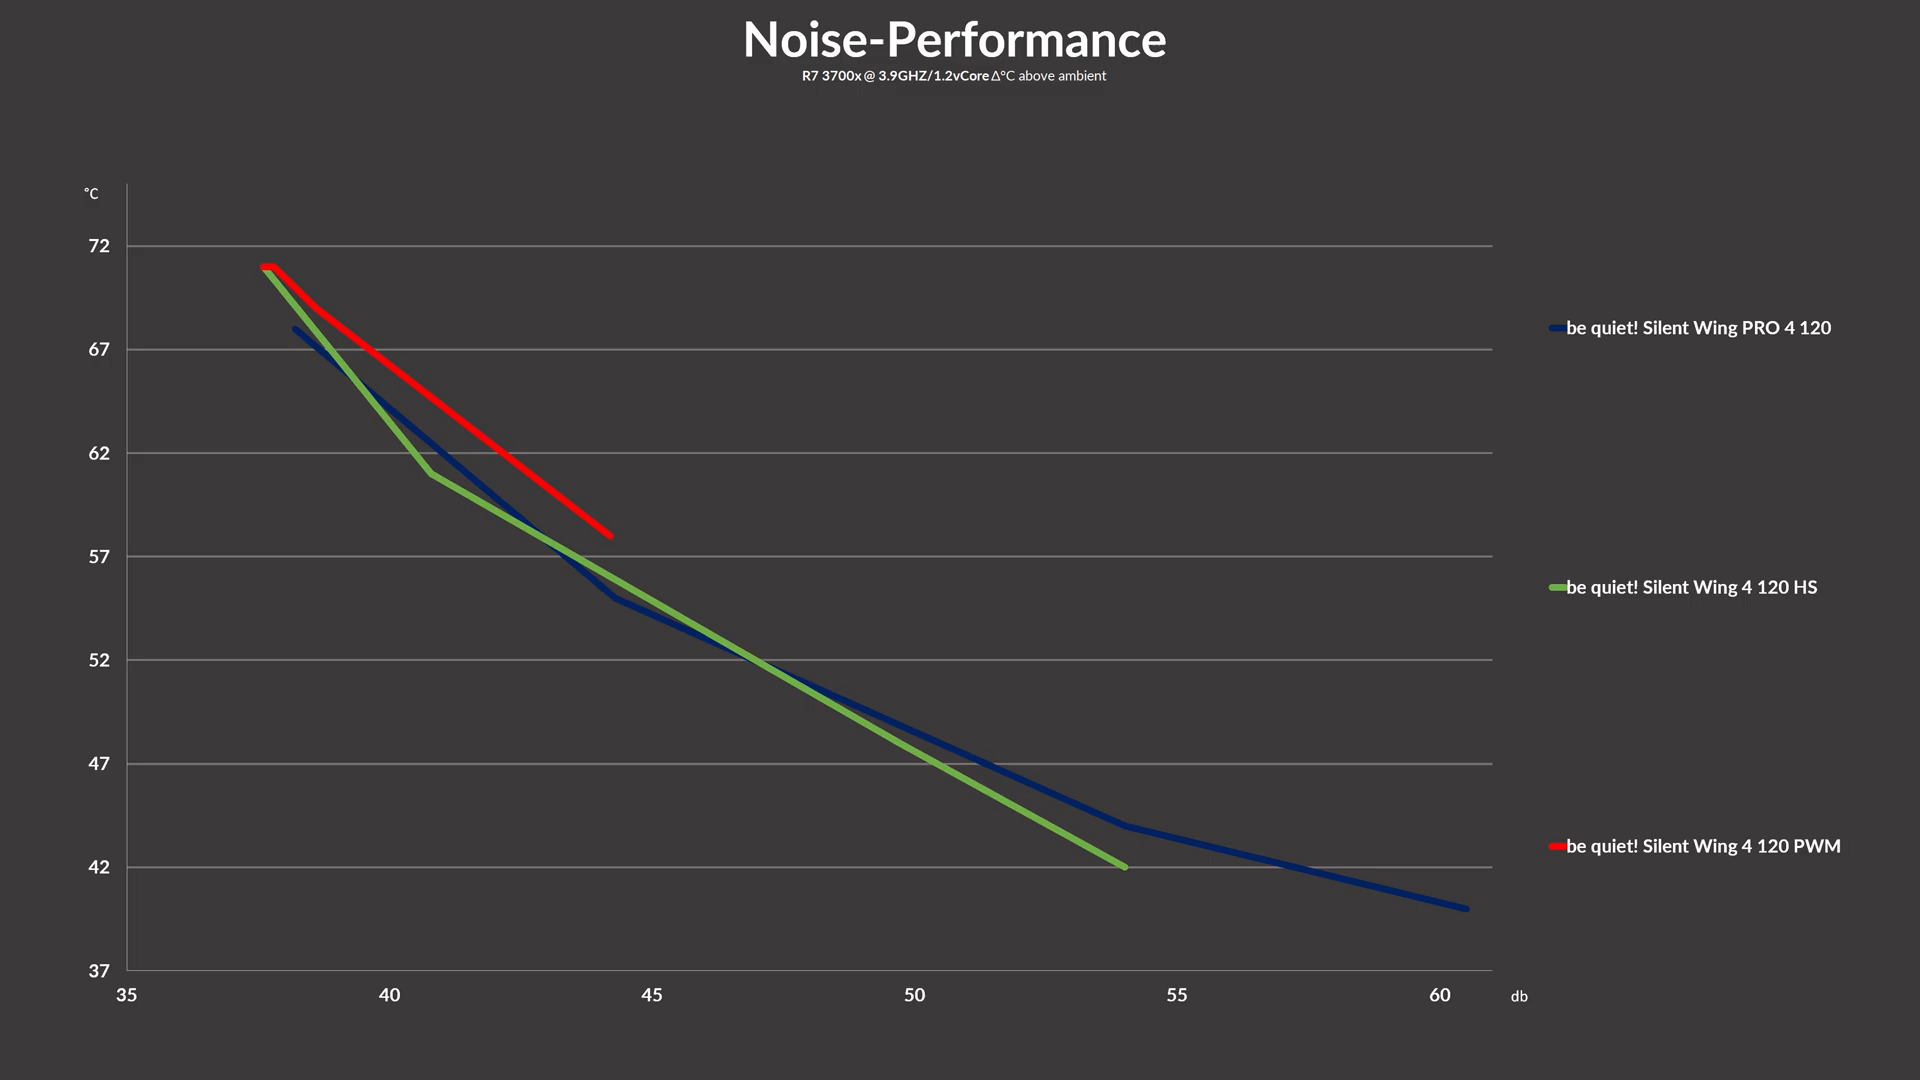 Noise-Performance
R7 3700x @ 3.9GHZ/1.2vCore Δ°C above ambient
°C
72
67
62
57
52
47
42
37
35 40 45 50 55 60 db
be quiet! Silent Wing PRO 4 120
be quiet! Silent Wing 4 120 HS
be quiet! Silent Wing 4 120 PWM